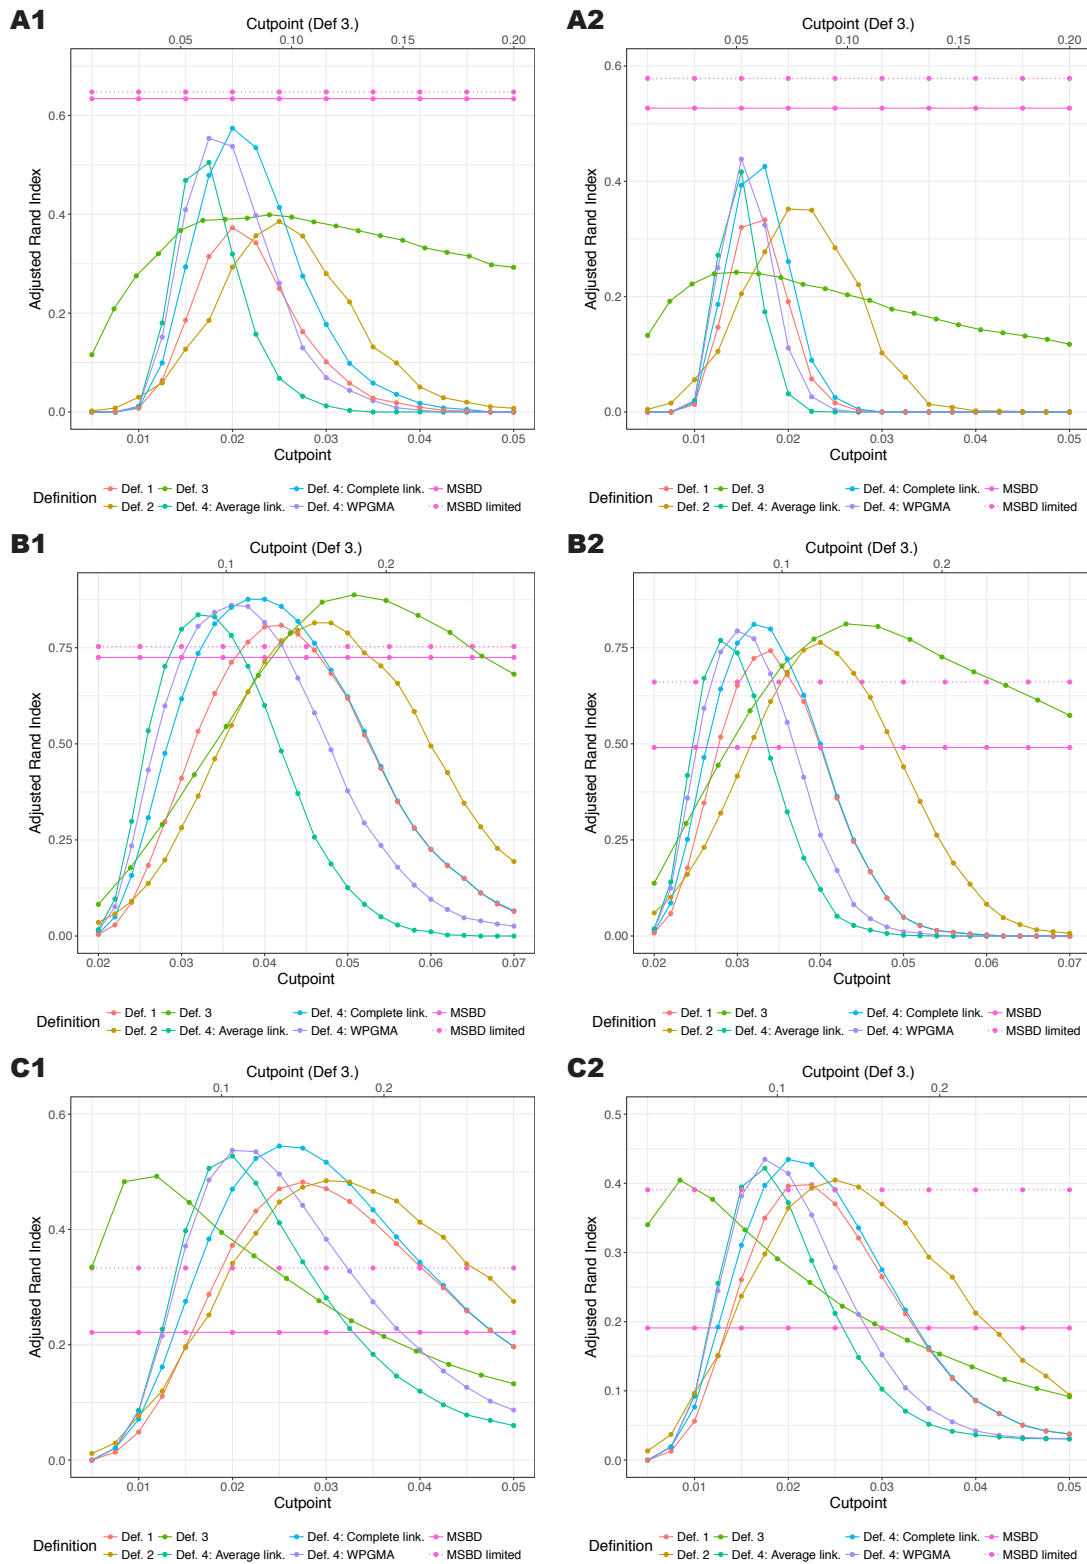 A1
Cutpoint (Def 3.)
0.05 0.10 0.15 0.20
Adjusted Rand Index
0.6
0.4
0.2
0.0
0.01 0.02 0.03 0.04 0.05
Cutpoint
Definition
Def. 1 Def. 3 Def. 4: Complete link. MSBD
Def. 2 Def. 4: Average link. Def. 4: WPGMA MSBD limited
A2
Cutpoint (Def 3.)
0.05 0.10 0.15 0.20
Adjusted Rand Index
0.6
0.4
0.2
0.0
0.01 0.02 0.03 0.04 0.05
Cutpoint
Definition
Def. 1 Def. 3 Def. 4: Complete link. MSBD
Def. 2 Def. 4: Average link. Def. 4: WPGMA MSBD limited
B1
Cutpoint (Def 3.)
0.1 0.2
Adjusted Rand Index
0.75
0.50
0.25
0.00
0.02 0.03 0.04 0.05 0.06 0.07
Cutpoint
Definition
Def. 1 Def. 3 Def. 4: Complete link. MSBD
Def. 2 Def. 4: Average link. Def. 4: WPGMA MSBD limited
B2
Cutpoint (Def 3.)
0.1 0.2
Adjusted Rand Index
0.75
0.50
0.25
0.00
0.02 0.03 0.04 0.05 0.06 0.07
Cutpoint
Definition
Def. 1 Def. 3 Def. 4: Complete link. MSBD
Def. 2 Def. 4: Average link. Def. 4: WPGMA MSBD limited
C1
Cutpoint (Def 3.)
0.1 0.2
Adjusted Rand Index
0.6
0.4
0.2
0.0
0.01 0.02 0.03 0.04 0.05
Cutpoint
Definition
Def. 1 Def. 3 Def. 4: Complete link. MSBD
Def. 2 Def. 4: Average link. Def. 4: WPGMA MSBD limited
C2
Cutpoint (Def 3.)
0.1 0.2
Adjusted Rand Index
0.5
0.4
0.3
0.2
0.1
0.0
0.01 0.02 0.03 0.04 0.05
Cutpoint
Definition
Def. 1 Def. 3 Def. 4: Complete link. MSBD
Def. 2 Def. 4: Average link. Def. 4: WPGMA MSBD limited